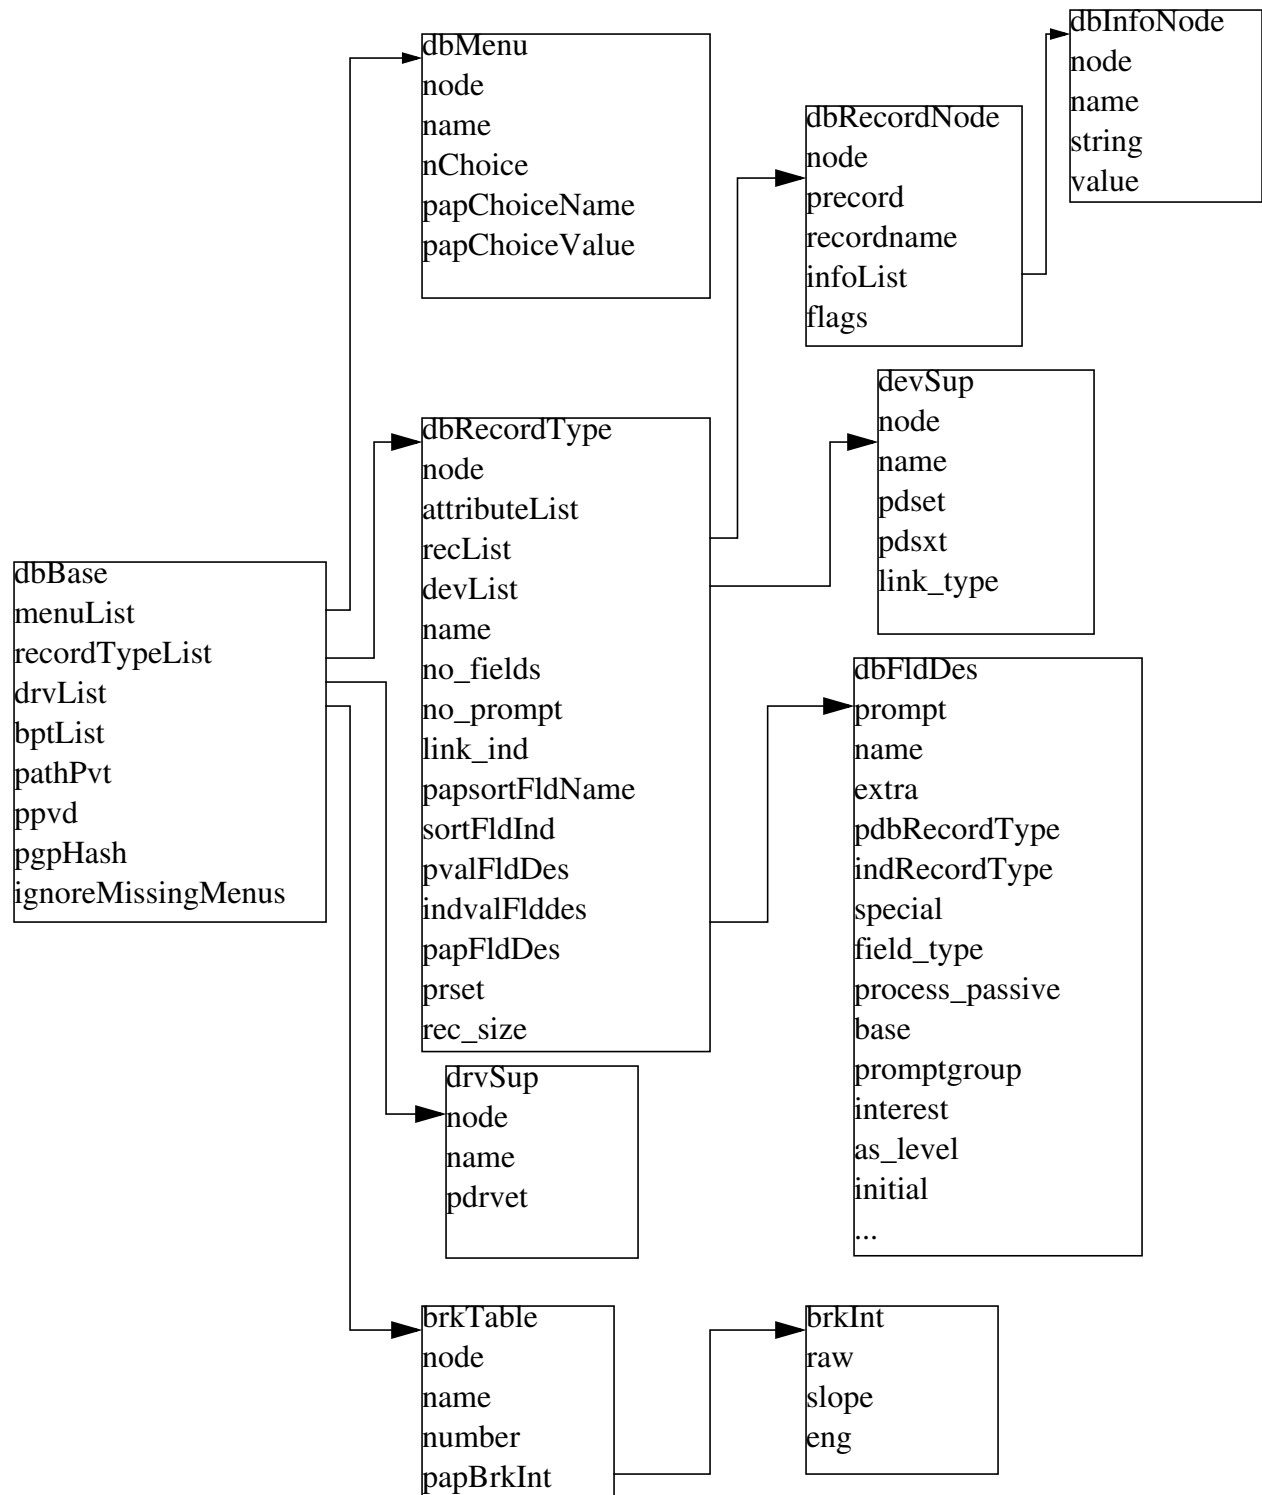 dbBase
menuList
recordTypeList
drvList
bptList
pathPvt
ppvd
pgpHash
ignoreMissingMenus
dbMenu
node
name
nChoice
papChoiceName
papChoiceValue
dbRecordType
node
attributeList
recList
devList
name
no_fields
no_prompt
link_ind
papsortFldName
sortFldInd
pvalFldDes
indvalFlddes
papFldDes
prset
rec_size
drvSup
node
name
pdrvet
brkTable
node
name
number
papBrkInt
dbRecordNode
node
precord
recordname
infoList
flags
devSup
node
name
pdset
pdsxt
link_type
dbFldDes
prompt
name
extra
pdbRecordType
indRecordType
special
field_type
process_passive
base
promptgroup
interest
as_level
initial
...
brkInt
raw
slope
eng
dbInfoNode
node
name
string
value